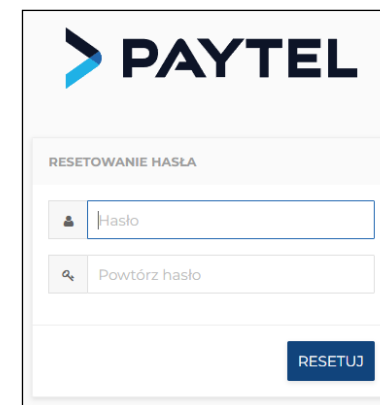 PAYTEL
RESETOWANIE HASŁA
Hasło
Powtórz hasło
RESETUJ